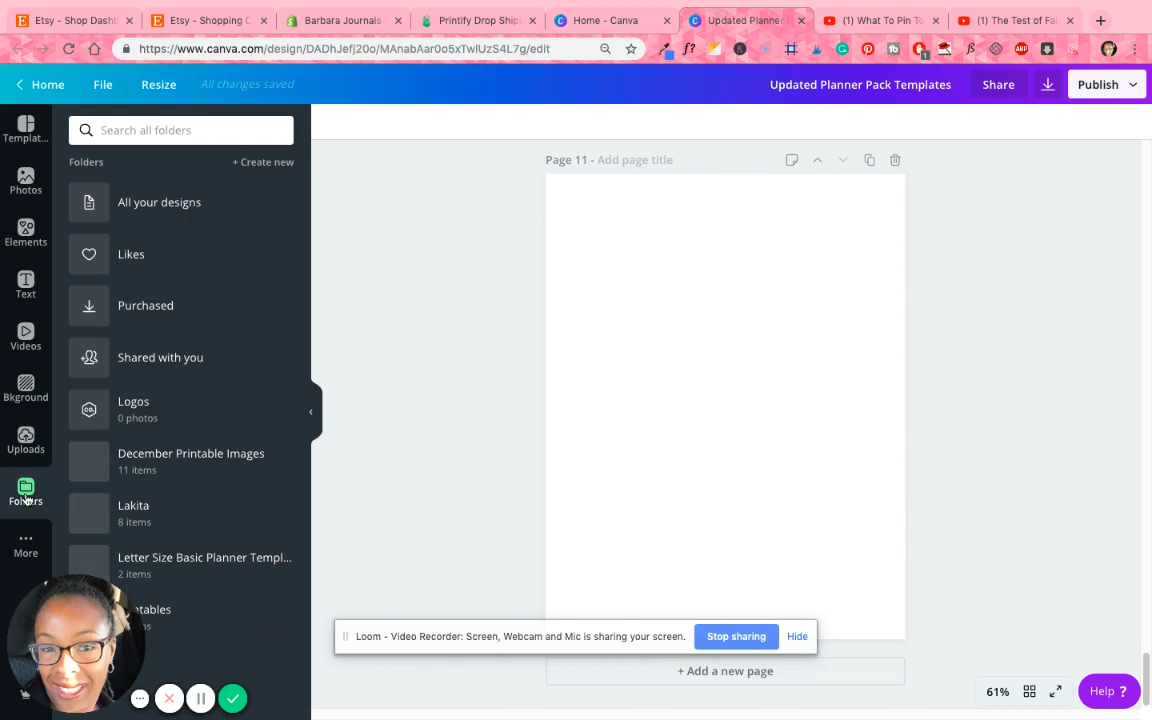 Etsy - Shop Dashb
Etsy - Shopping C
Barbara Journals
Printify Drop Ship
Home - Canva
Updated Planner
(1) What To Pin To
(1) The Test of Fai
https://www.canva.com/design/DADhJefj20o/MAnabAar0o5xTwlUzS4L7g/edit
Home
File
Resize
All changes saved
Updated Planner Pack Templates
Share
Publish
Templat...
Photos
Elements
Text
Videos
Bkground
Uploads
Folders
More
Search all folders
Folders
+ Create new
All your designs
Likes
Purchased
Shared with you
Logos
0 photos
December Printable Images
11 items
Lakita
8 items
Letter Size Basic Planner Templ...
2 items
Page 11 - Add page title
Loom - Video Recorder: Screen, Webcam and Mic is sharing your screen.
Stop sharing
Hide
+ Add a new page
61%
Help ?